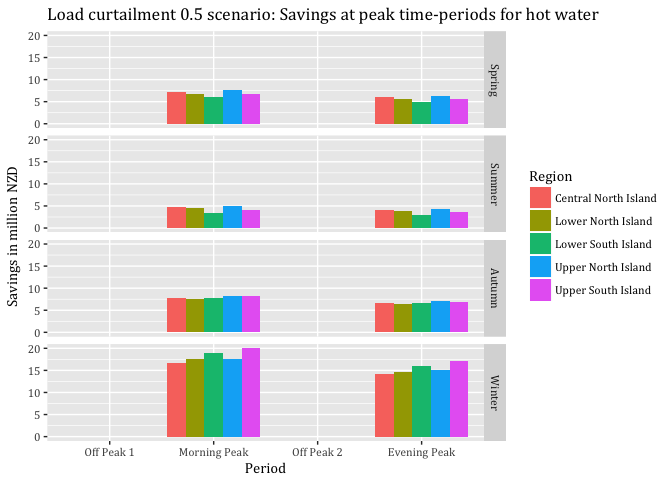 Load curtailment 0.5 scenario: Savings at peak time-periods for hot water
Savings in million NZD
20
15
10
5
0
Spring
20
15
10
5
0
Summer
20
15
10
5
0
Autumn
20
15
10
5
0
Winter
Off Peak 1 Morning Peak Off Peak 2 Evening Peak
Period
Region
Central North Island
Lower North Island
Lower South Island
Upper North Island
Upper South Island